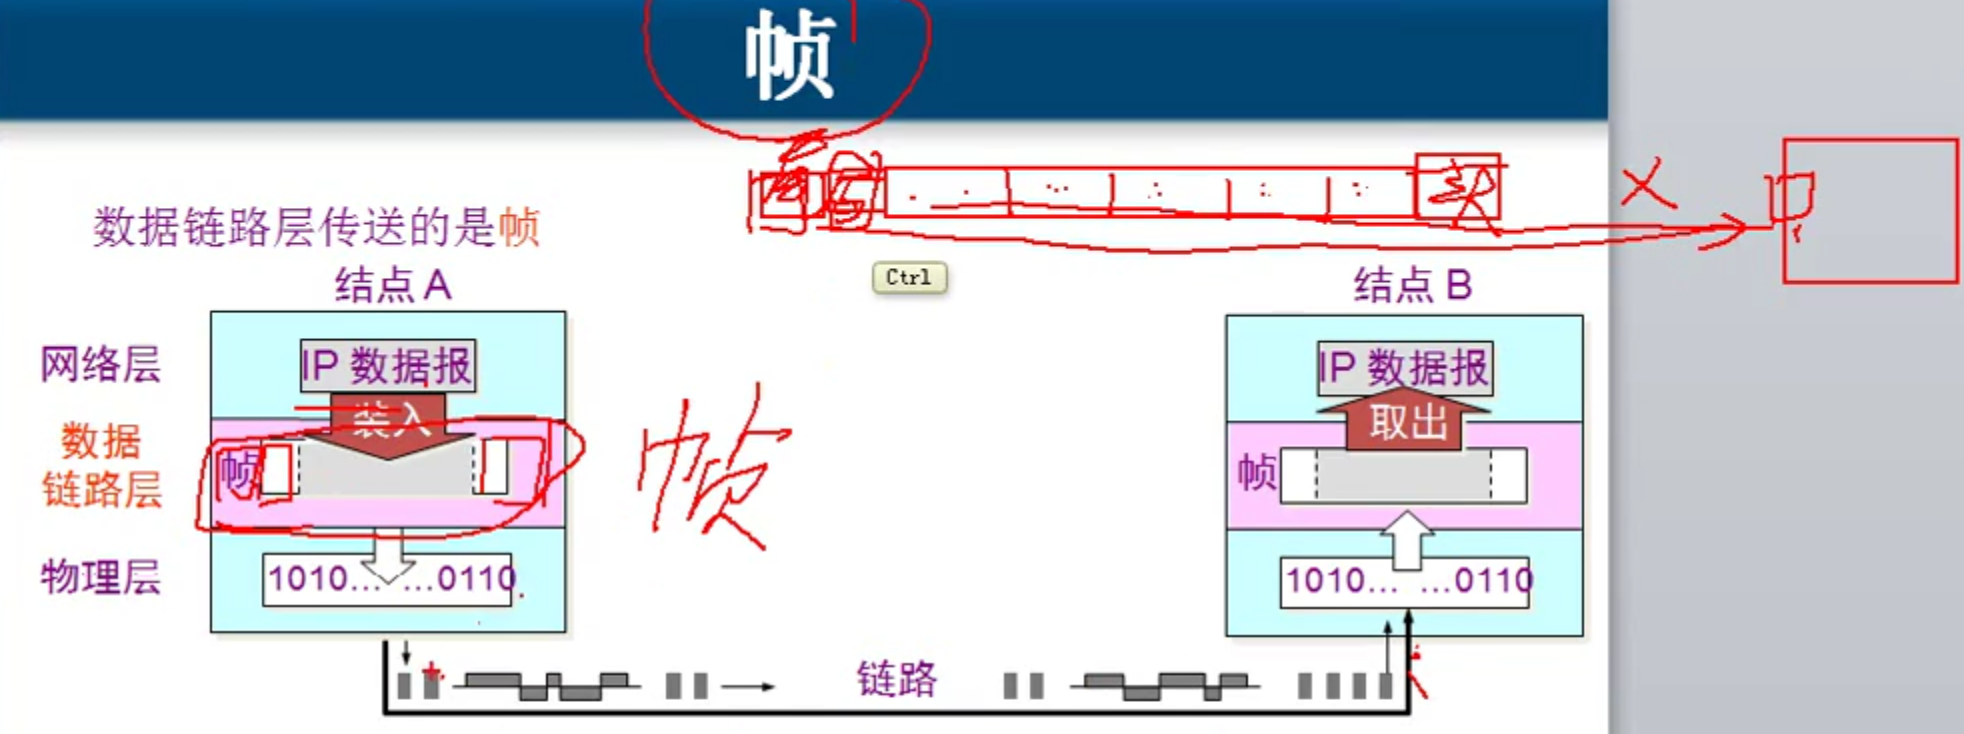 帧
头
数据链路层传送的是帧
Ctrl
结点 A
结点 B
网络层
IP 数据报
IP 数据报
装入
取出
数据
链路层
帧
帧
帧
物理层
1010... ...0110
1010... ...0110
链路